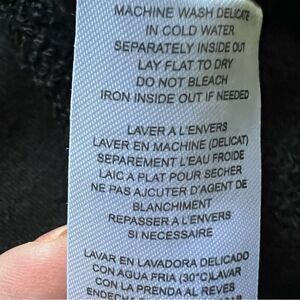 MACHINE WASH DELICATE
IN COLD WATER
SEPARATELY INSIDE OUT
LAY FLAT TO DRY
DO NOT BLEACH
IRON INSIDE OUT IF NEEDED
LAVER A L'ENVERS
LAVER EN MACHINE (DELICAT)
SEPAREMENT L'EAU FROIDE
LAIC A PLAT POUR SECHER
NE PAS AJCUTER D'AGENT DE
BLANCHIMENT
REPASSER A L'ENVERS
SI NECESSAIRE
LAVAR EN LAVADORA DELICADO
CON AGUA FRIA (30°C)LAVAR
CON LA PRENDA AL REVES